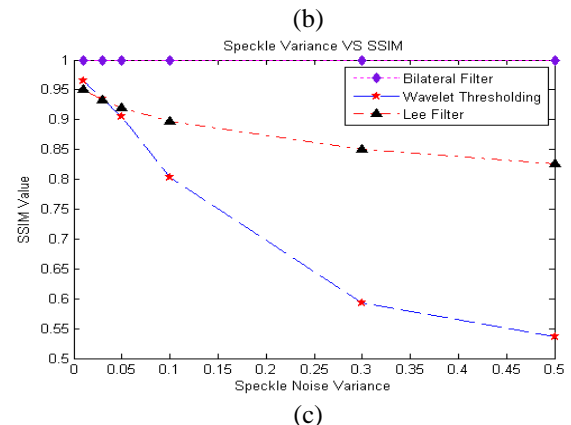 (b)
Speckle Variance VS SSIM
1
0.95
0.9
0.85
0.8
0.75
0.7
0.65
0.6
0.55
0.5
SSIM Value
Bilateral Filter
Wavelet Thresholding
Lee Filter
0 0.05 0.1 0.15 0.2 0.25 0.3 0.35 0.4 0.45 0.5
Speckle Noise Variance
(c)